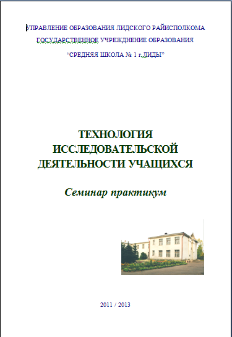 УПРАВЛЕНИЕ ОБРАЗОВАНИЯ ЛИДСКОГО РАЙИСПОЛКОМА
ГОСУДАРСТВЕННОЕ УЧРЕЖДЕНИЕ ОБРАЗОВАНИЯ
"СРЕДНЯЯ ШКОЛА № 1 г. ЛИДЫ"
ТЕХНОЛОГИЯ
ИССЛЕДОВАТЕЛЬСКОЙ
ДЕЯТЕЛЬНОСТИ УЧАЩИХСЯ
Семинар практикум
2011 / 2013